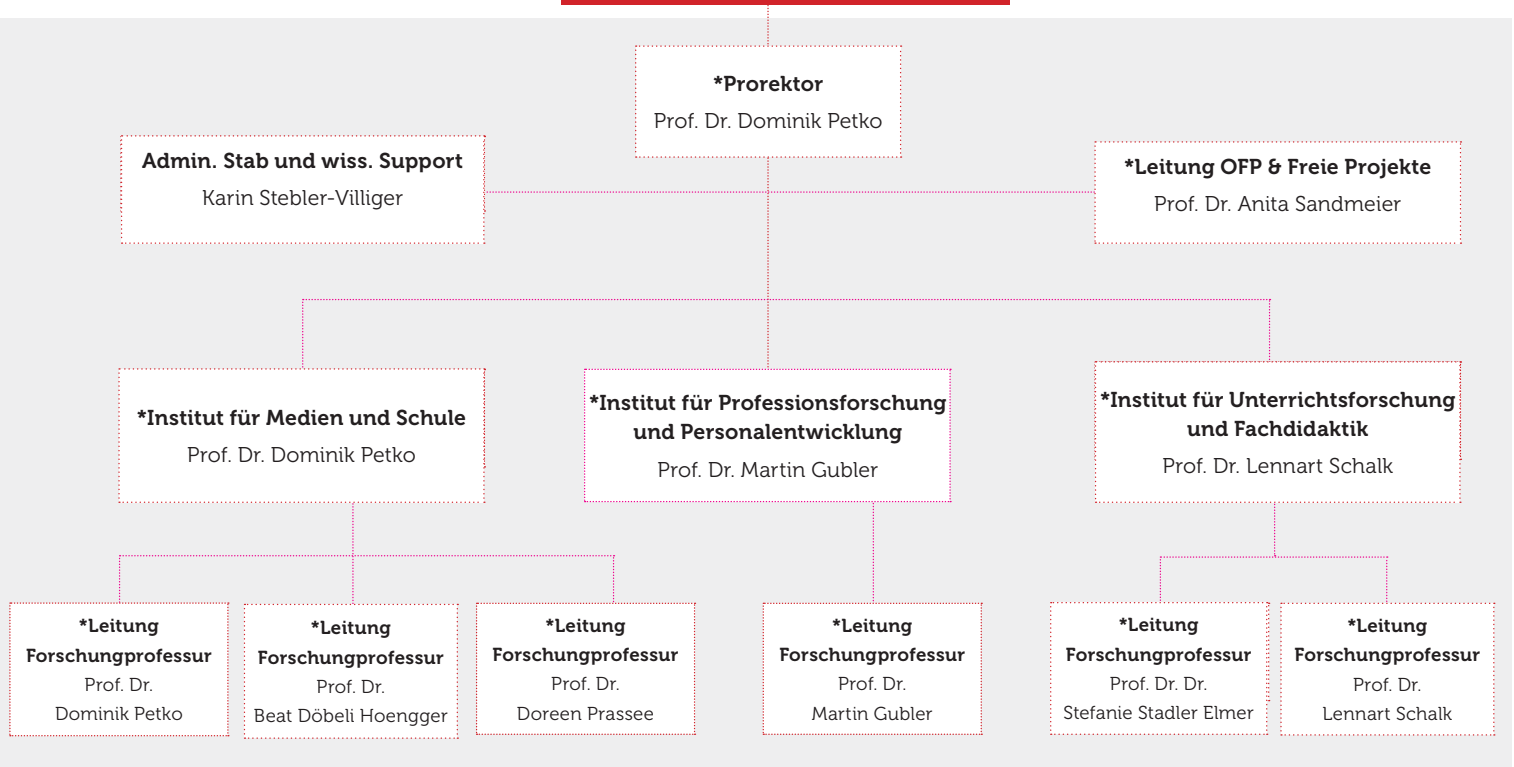 *Prorektor
Prof. Dr. Dominik Petko
Admin. Stab und wiss. Support
Karin Stebler-Villiger
*Leitung OFP & Freie Projekte
Prof. Dr. Anita Sandmeier
*Institut für Medien und Schule
Prof. Dr. Dominik Petko
*Institut für Professionsforschung
und Personalentwicklung
Prof. Dr. Martin Gubler
*Institut für Unterrichtsforschung
und Fachdidaktik
Prof. Dr. Lennart Schalk
*Leitung
Forschungprofessur
Prof. Dr.
Dominik Petko
*Leitung
Forschungprofessur
Prof. Dr.
Beat Döbeli Hoengger
*Leitung
Forschungprofessur
Prof. Dr.
Doreen Prassee
*Leitung
Forschungprofessur
Prof. Dr.
Martin Gubler
*Leitung
Forschungprofessur
Prof. Dr. Dr.
Stefanie Stadler Elmer
*Leitung
Forschungprofessur
Prof. Dr.
Lennart Schalk